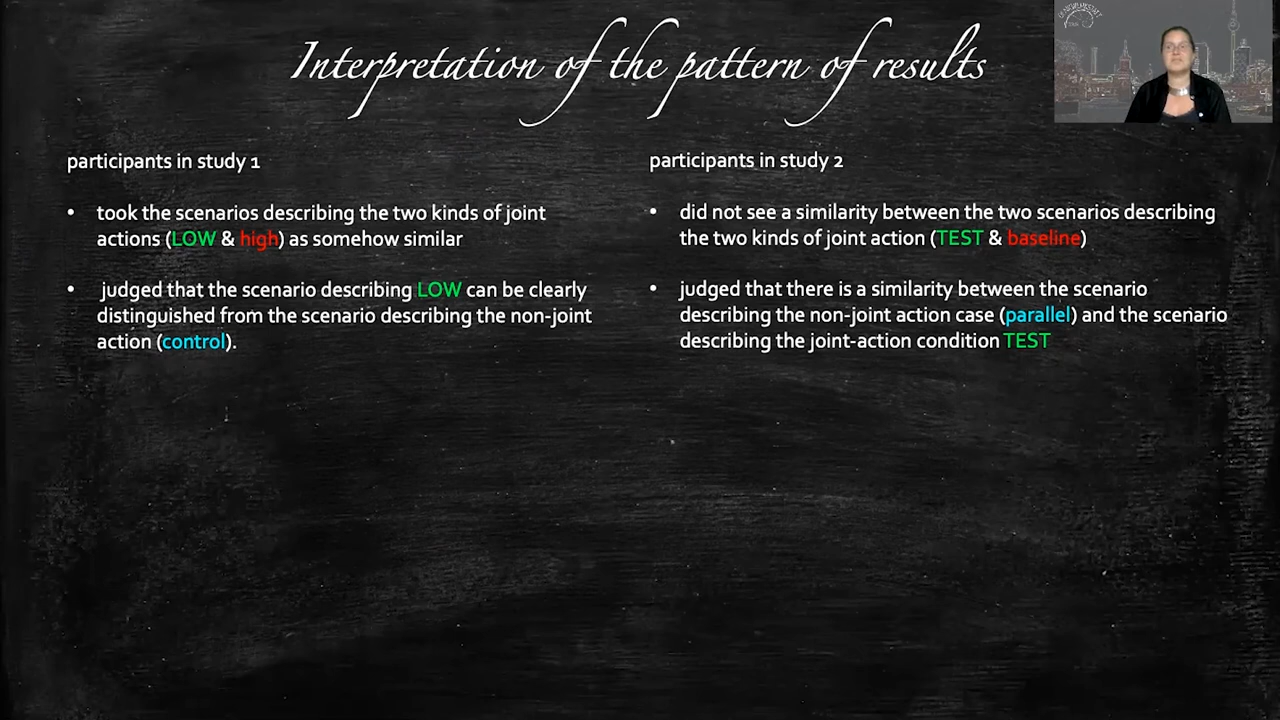 Interpretation of the pattern of results
participants in study 1
• took the scenarios describing the two kinds of joint
actions (LOW & high) as somehow similar
• judged that the scenario describing LOW can be clearly
distinguished from the scenario describing the non-joint
action (control).
participants in study 2
• did not see a similarity between the two scenarios describing
the two kinds of joint action (TEST & baseline)
• judged that there is a similarity between the scenario
describing the non-joint action case (parallel) and the scenario
describing the joint-action condition TEST